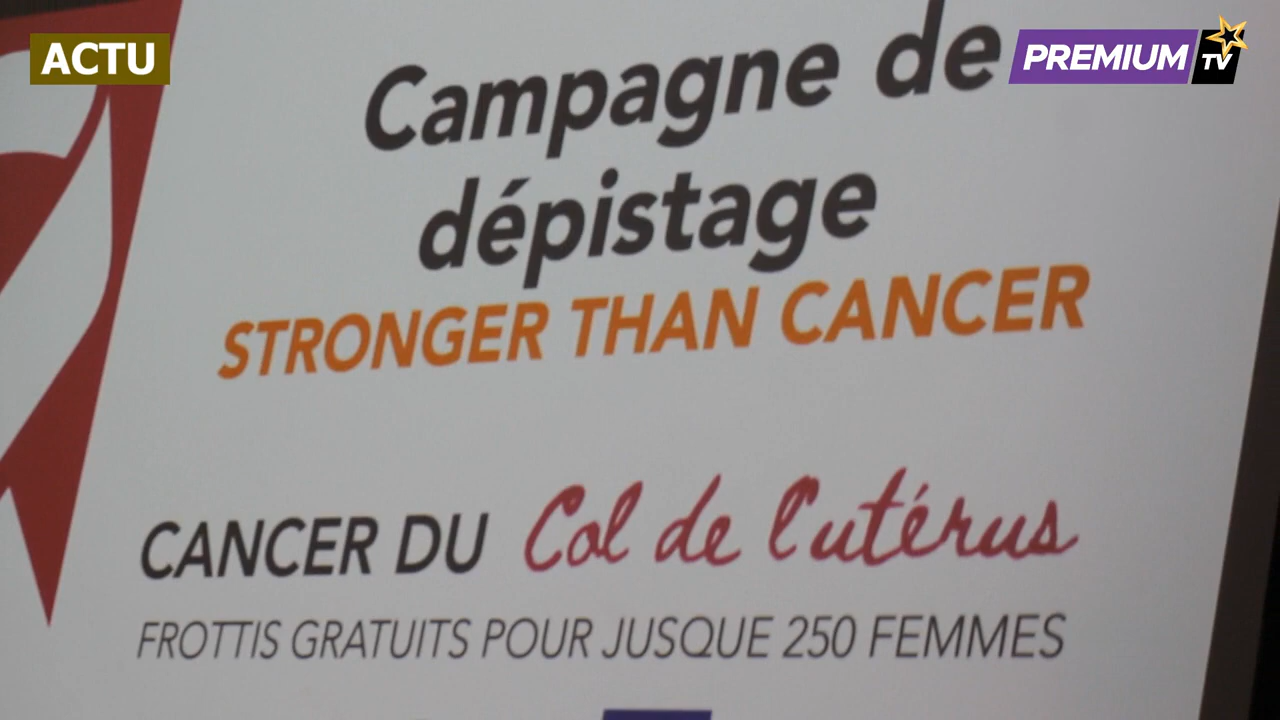 ACTU
PREMIUM TV
Campagne de
dépistage
STRONGER THAN CANCER
CANCER DU Col de l'utérus
FROTTIS GRATUITS POUR JUSQUE 250 FEMMES